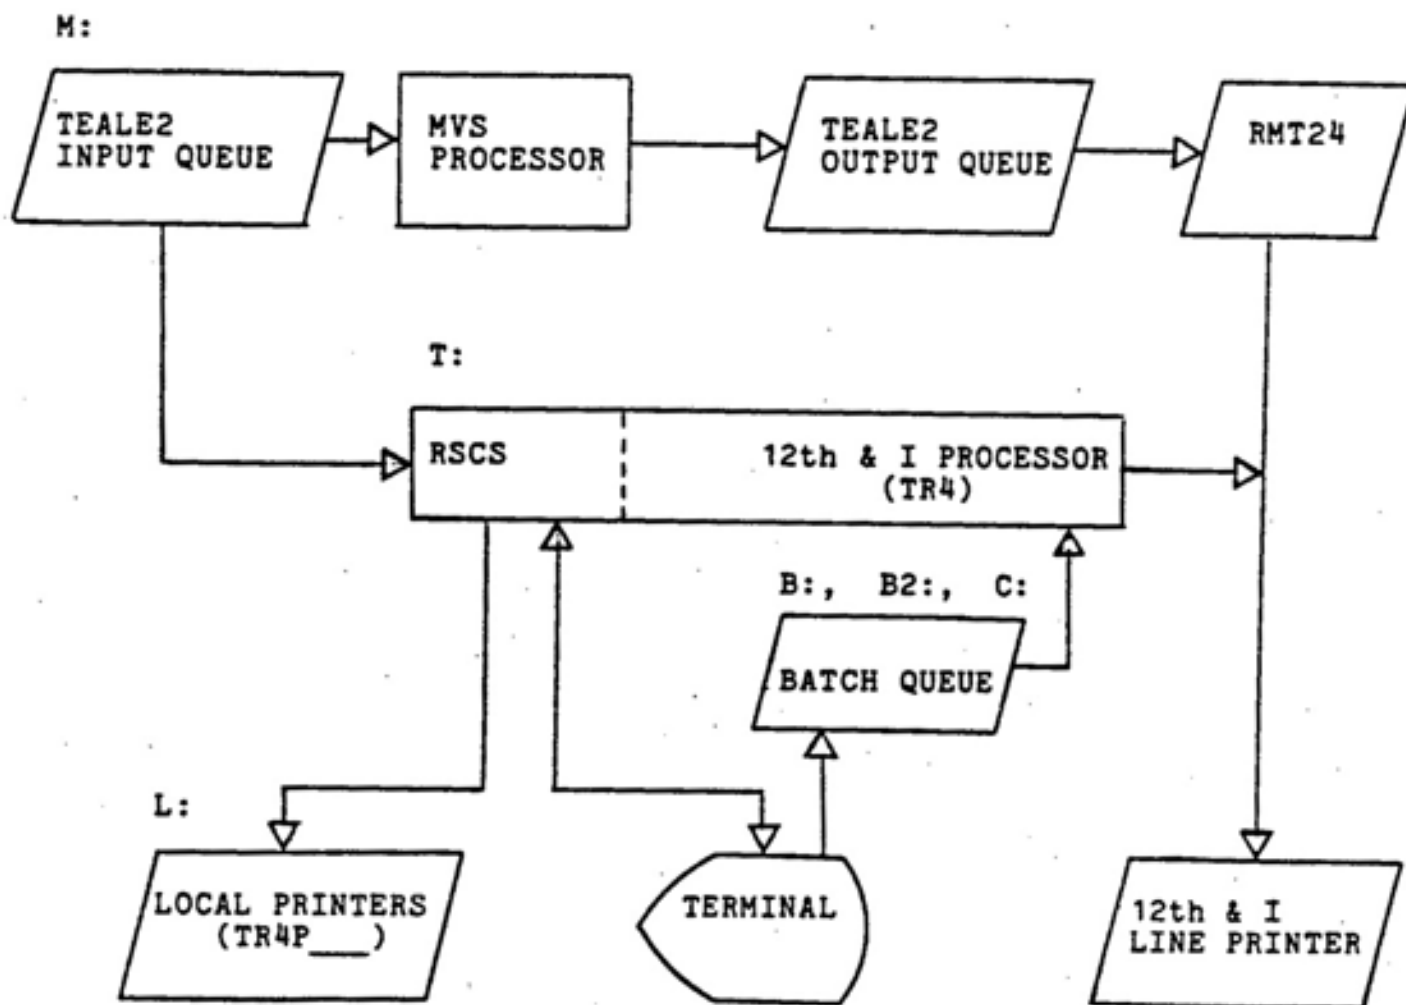 M:
TEALE2
INPUT QUEUE
MVS
PROCESSOR
TEALE2
OUTPUT QUEUE
RMT24
T:
RSCS
12th & I PROCESSOR
(TR4)
B:, B2:, C:
BATCH QUEUE
L:
LOCAL PRINTERS
(TR4P___)
TERMINAL
12th & I
LINE PRINTER